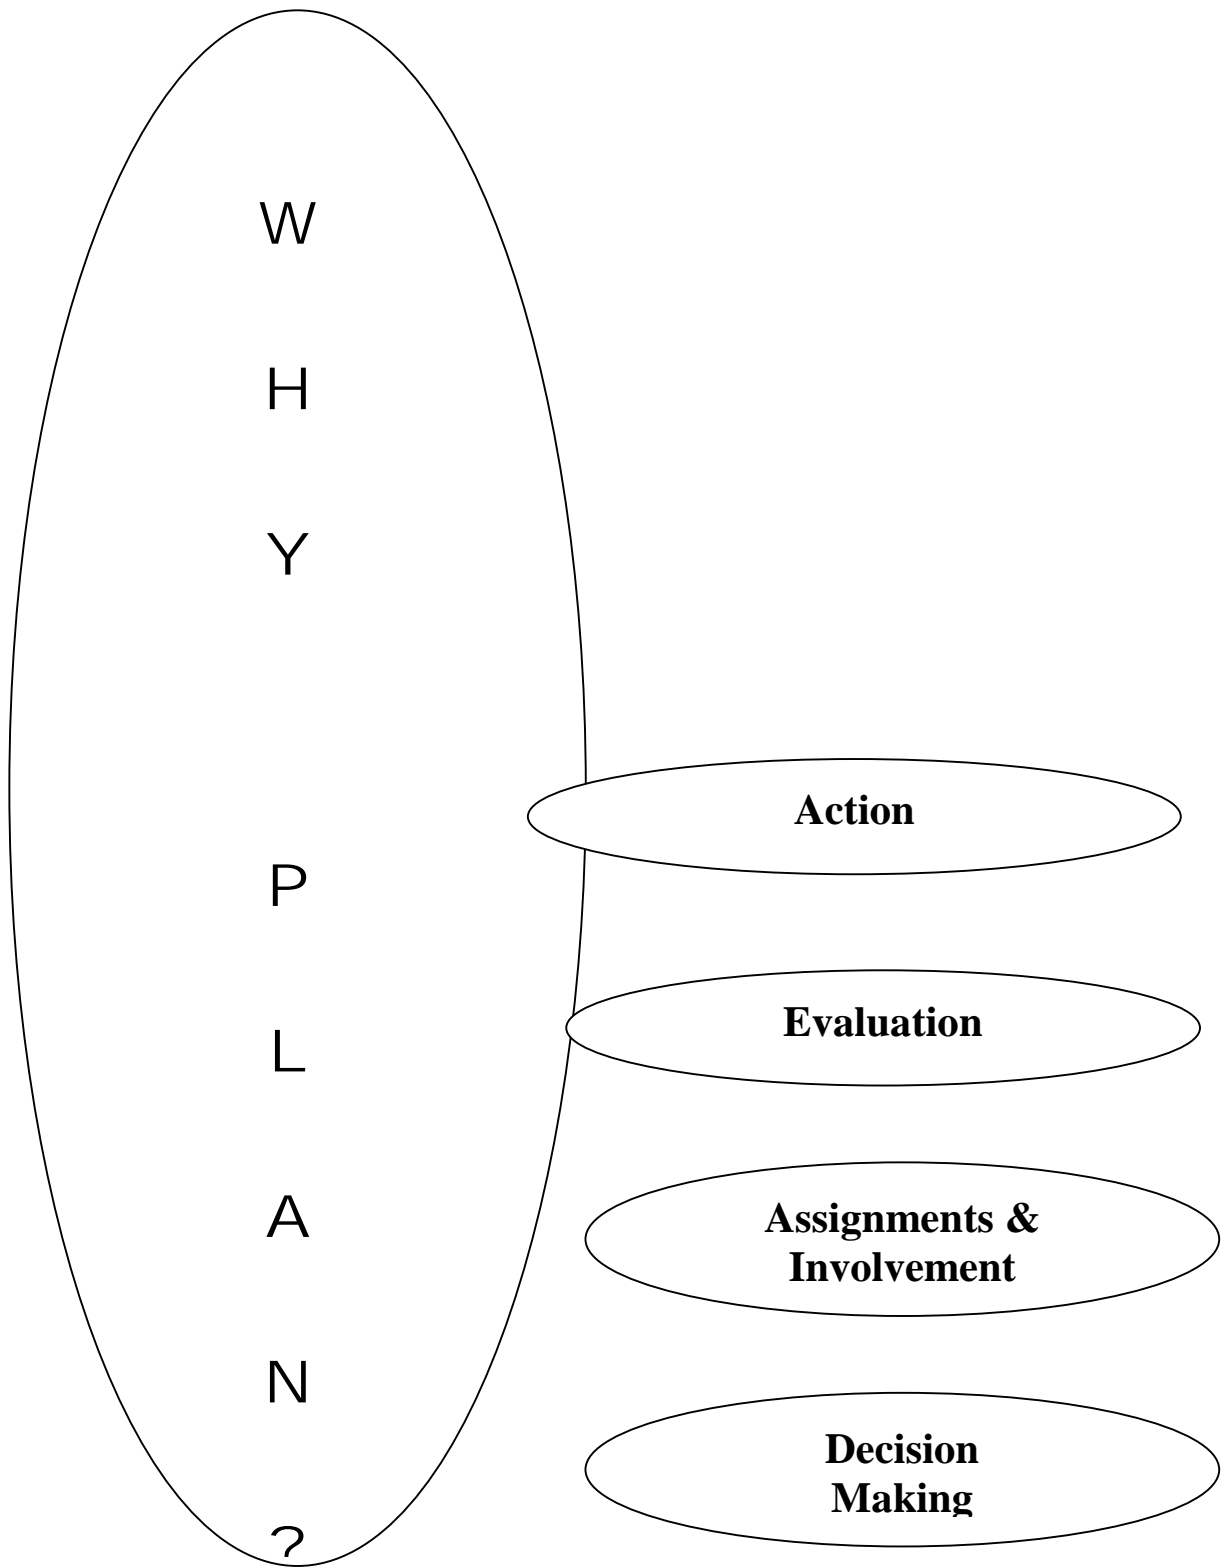 W
H
Y
P
L
A
N
?
Action
Evaluation
Assignments &
Involvement
Decision
Making